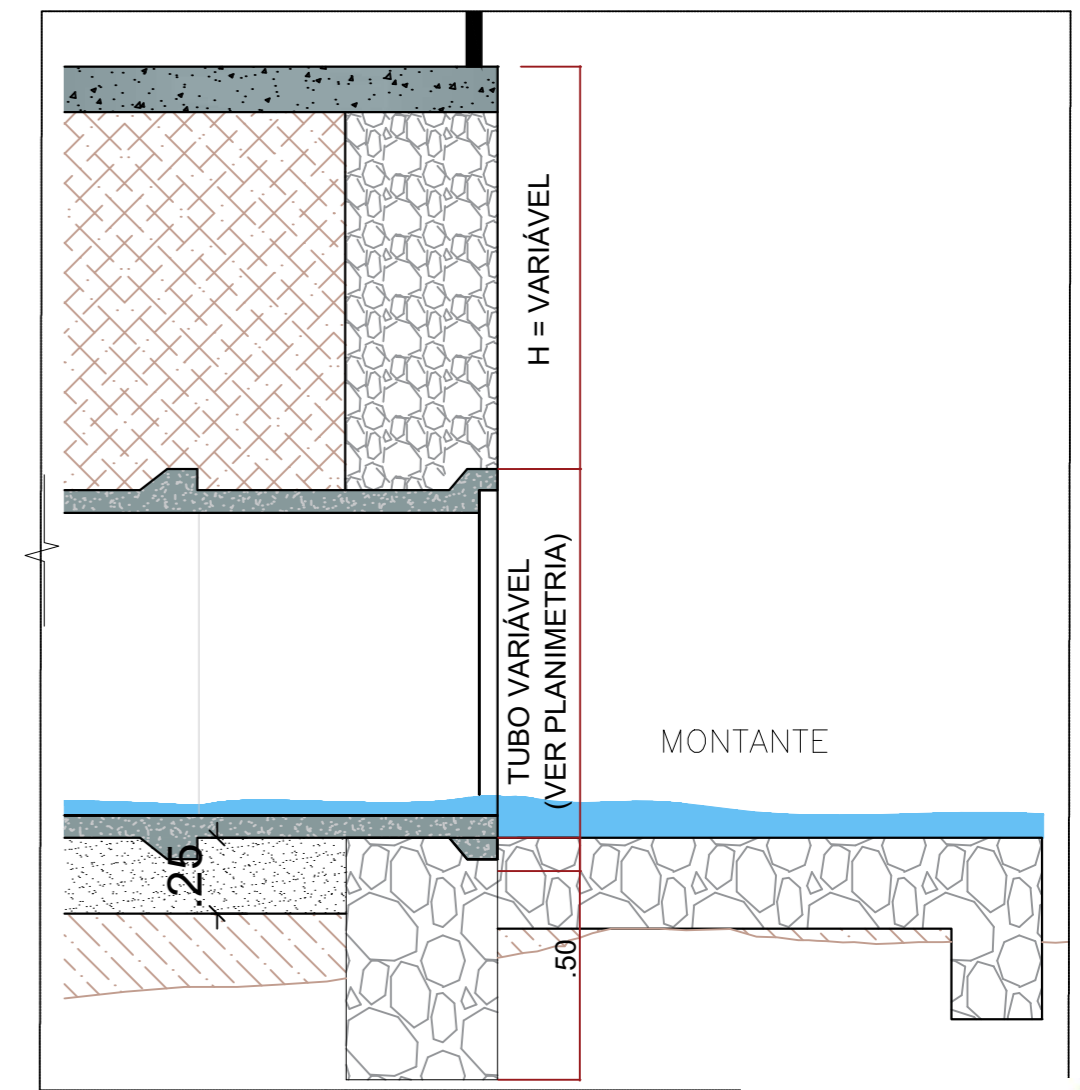 H = VARIÁVEL
TUBO VARIÁVEL
(VER PLANIMETRIA)
MONTANTE
.25
.50